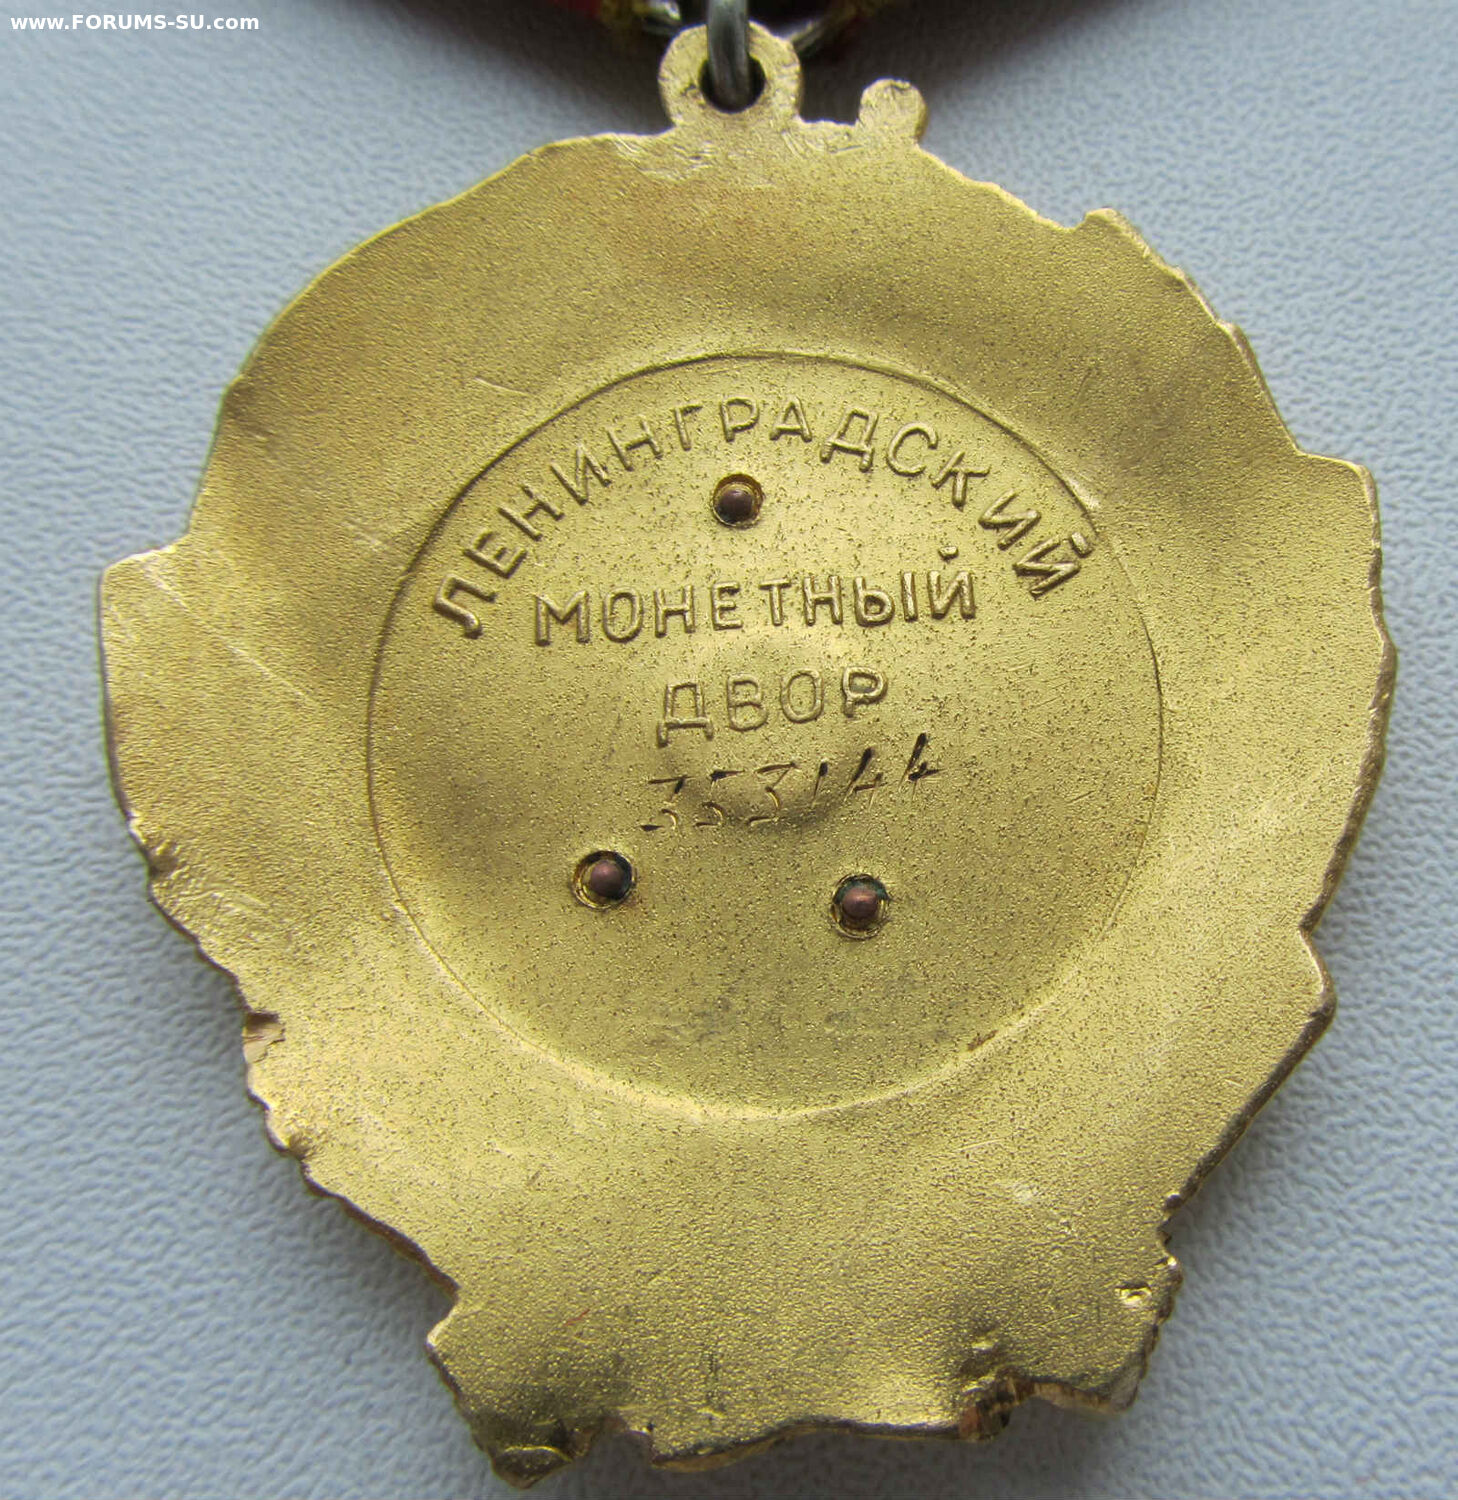 www.FORUMS-SU.com
ЛЕНИНГРАДСКИЙ
МОНЕТНЫЙ
ДВОР
353144